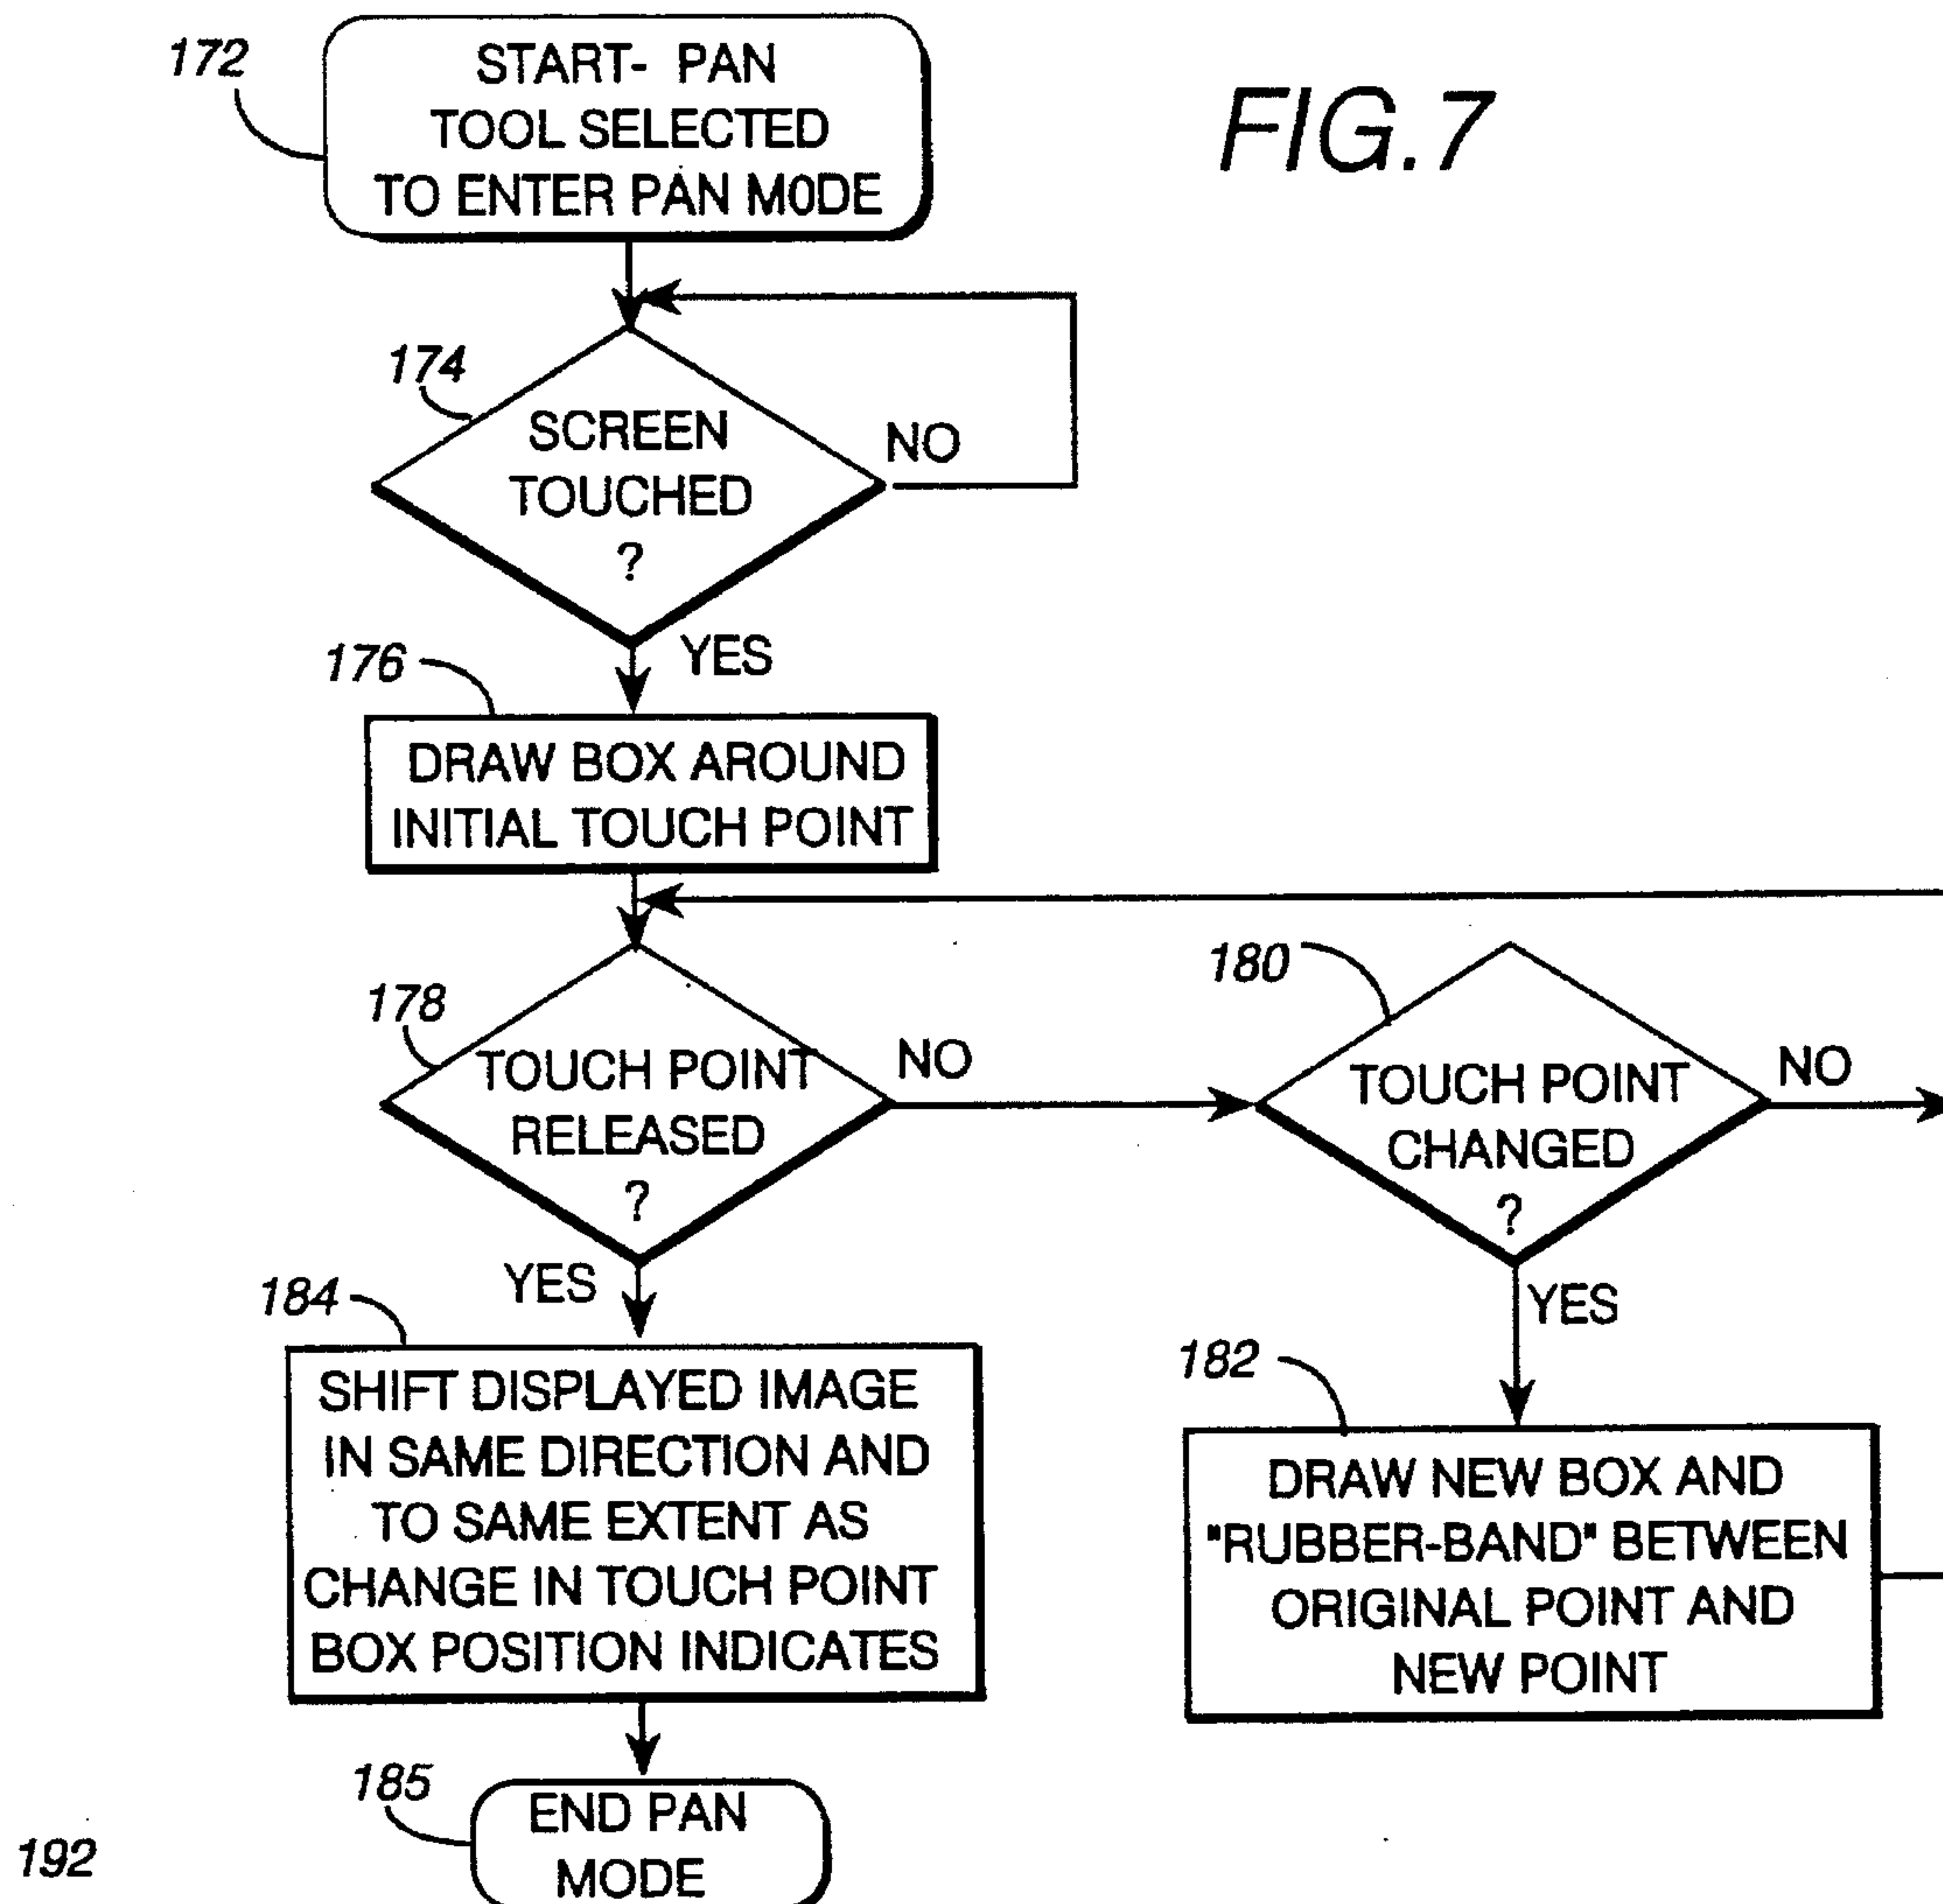 172
START- PAN
TOOL SELECTED
TO ENTER PAN MODE
FIG.7
174
SCREEN
TOUCHED
?
NO
YES
176
DRAW BOX AROUND
INITIAL TOUCH POINT
178
TOUCH POINT
RELEASED
?
NO
180
TOUCH POINT
CHANGED
?
NO
YES
YES
184
SHIFT DISPLAYED IMAGE
IN SAME DIRECTION AND
TO SAME EXTENT AS
CHANGE IN TOUCH POINT
BOX POSITION INDICATES
182
DRAW NEW BOX AND
"RUBBER-BAND" BETWEEN
ORIGINAL POINT AND
NEW POINT
185
END PAN
MODE
192